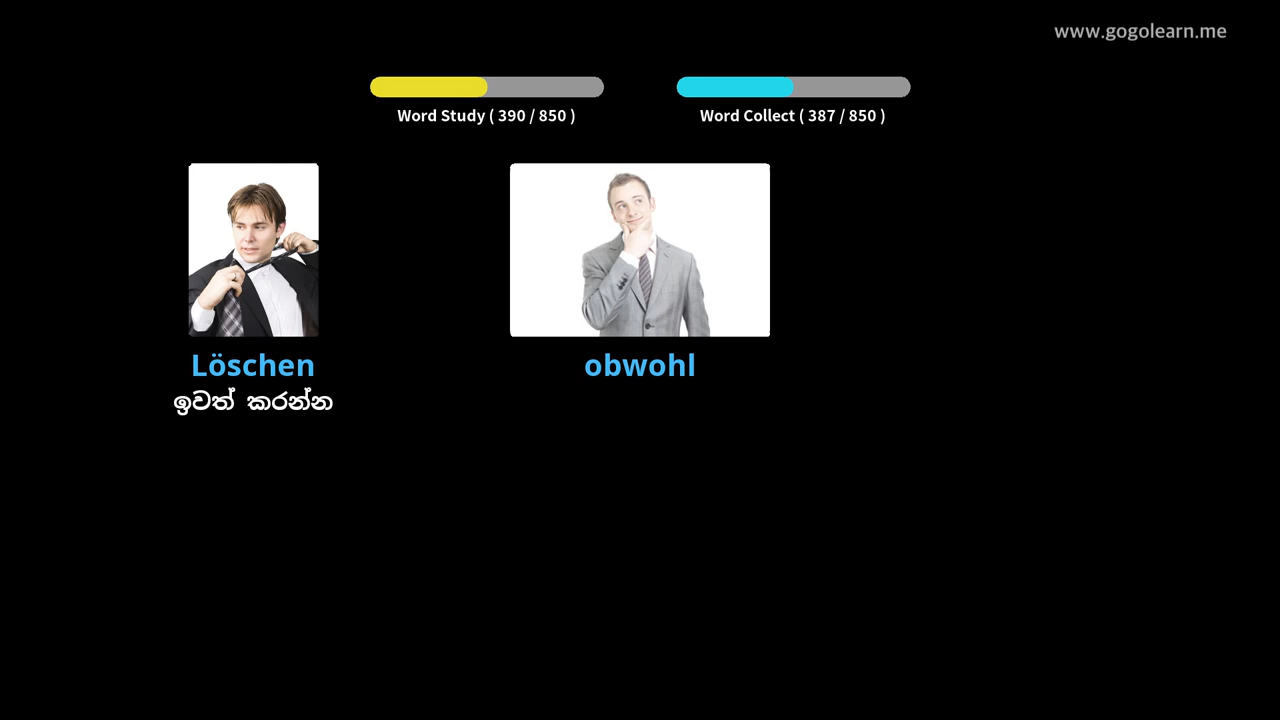 www.gogolearn.me
Word Study ( 390 / 850 )
Word Collect ( 387 / 850 )
Löschen
ඉවත් කරන්න
obwohl